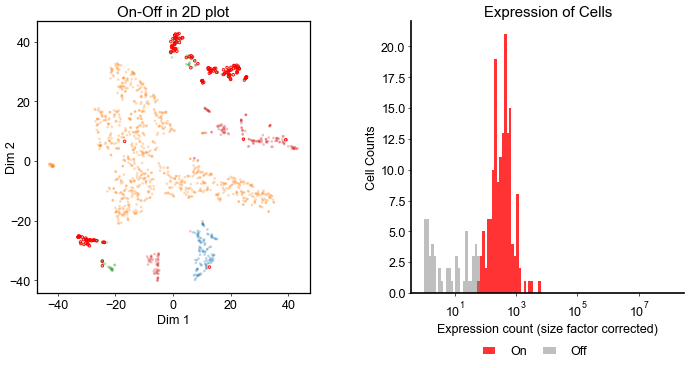 On-Off in 2D plot
40
20
0
−20
−40
Dim 2
−40
−20
0
20
40
Dim 1
Expression of Cells
20.0
17.5
15.0
12.5
10.0
7.5
5.0
2.5
0.0
Cell Counts
10^1
10^3
10^5
10^7
Expression count (size factor corrected)
On
Off